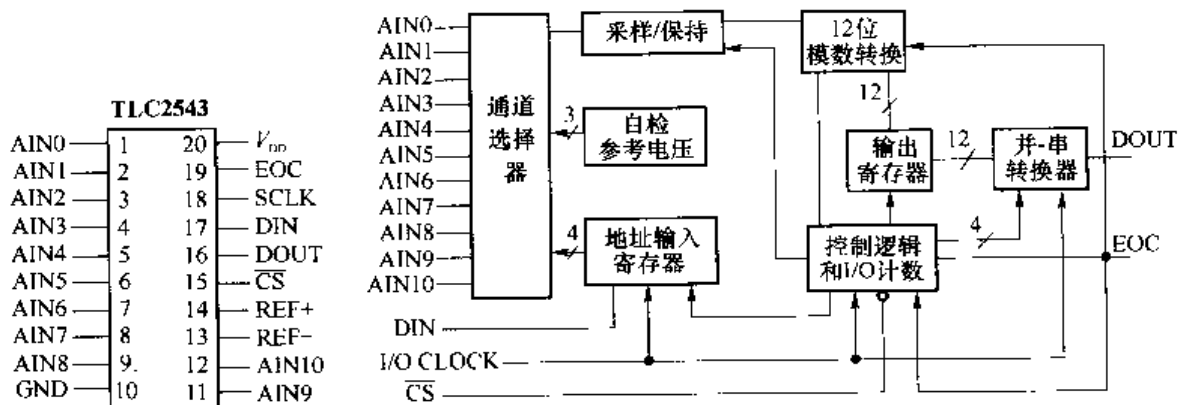 TLC2543
AIN0 1 20 V_DD
AIN1 2 19 EOC
AIN2 3 18 SCLK
AIN3 4 17 DIN
AIN4 5 16 DOUT
AIN5 6 15 C̅S̅
AIN6 7 14 REF+
AIN7 8 13 REF-
AIN8 9. 12 AIN10
GND 10 11 AIN9
AIN0
AIN1
AIN2
AIN3
AIN4
AIN5
AIN6
AIN7
AIN8
AIN9
AIN10
通道
选择
器
采样/保持
12位
模数转换
3
自检
参考电压
12
输出
寄存器
12
并-串
转换器
DOUT
4
地址输入
寄存器
控制逻辑
和I/O计数
4
EOC
DIN
I/O CLOCK
C̅S̅